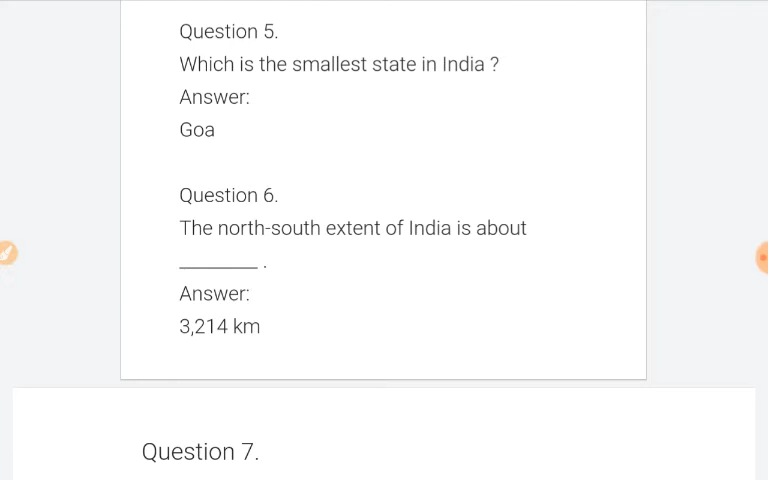 Question 5.
Which is the smallest state in India ?
Answer:
Goa
Question 6.
The north-south extent of India is about
________ .
Answer:
3,214 km
Question 7.